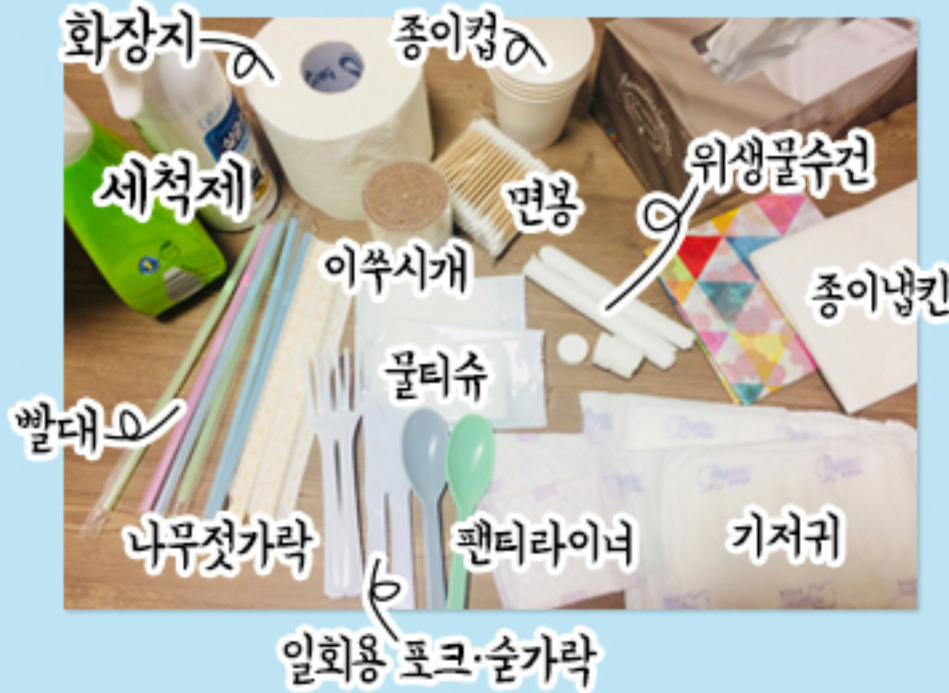 화장지
종이컵
세척제
면봉
위생물수건
이쑤시개
종이냅킨
물티슈
빨대
나무젓가락
팬티라이너
기저귀
일회용 포크·숟가락